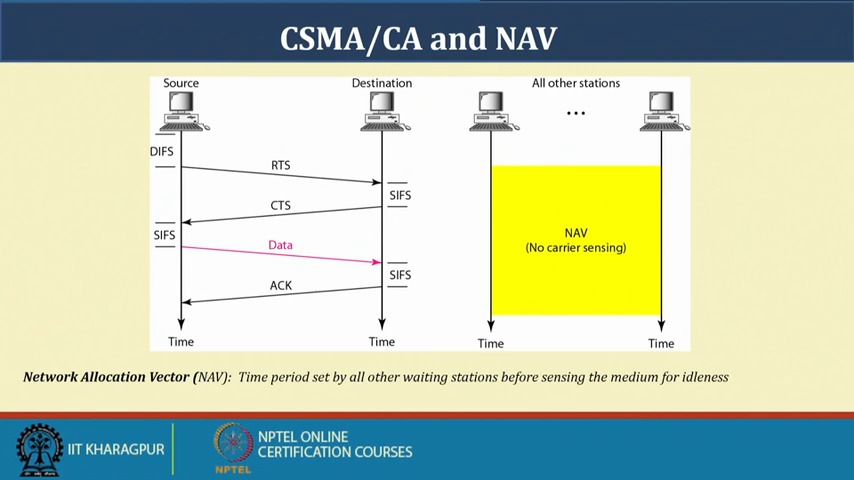 CSMA/CA and NAV
Source
Destination
All other stations
...
DIFS
RTS
SIFS
CTS
SIFS
Data
NAV
(No carrier sensing)
SIFS
ACK
Time
Time
Time
Time
Network Allocation Vector (NAV): Time period set by all other waiting stations before sensing the medium for idleness
IIT KHARAGPUR
NPTEL
NPTEL ONLINE
CERTIFICATION COURSES